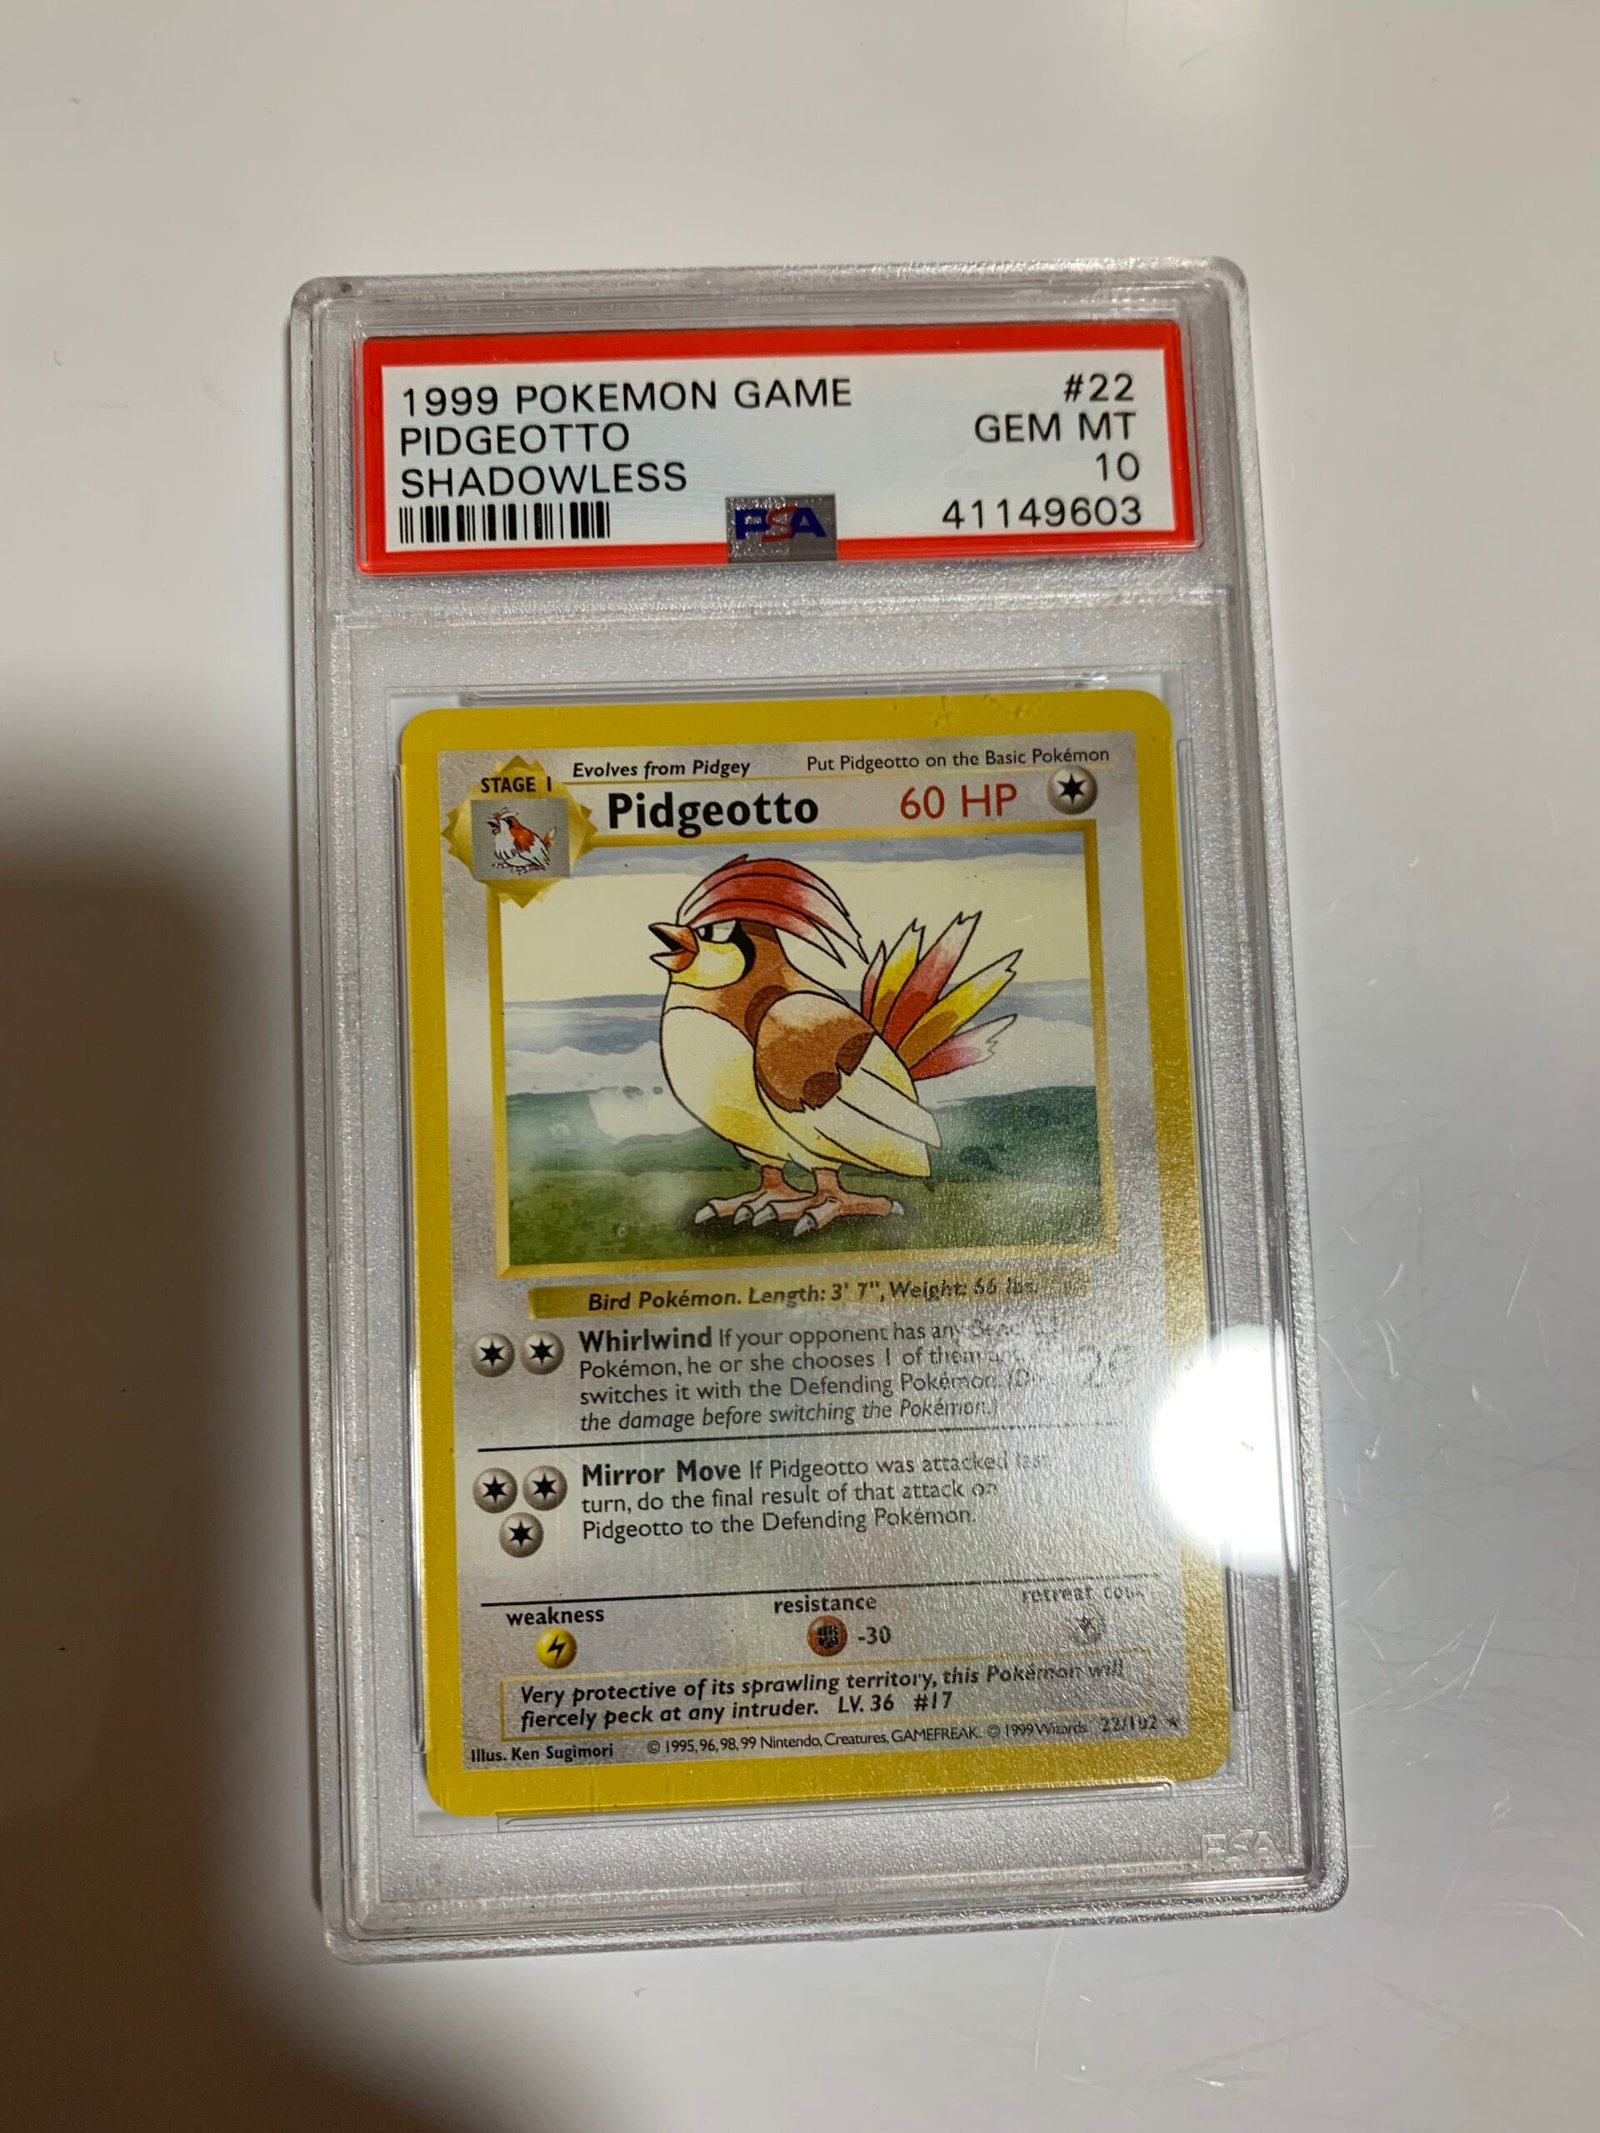 1999 POKEMON GAME #22
PIDGEOTTO GEM MT
SHADOWLESS 10
PSA 41149603
STAGE 1 Evolves from Pidgey Put Pidgeotto on the Basic Pokémon
Pidgeotto 60 HP
Bird Pokémon. Length: 3' 7", Weight: 66 lbs.
Whirlwind If your opponent has any
Pokémon, he or she chooses 1 of them
switches it with the Defending Pokémon.
the damage before switching the Pokémon.)
Mirror Move If Pidgeotto was attacked last
turn, do the final result of that attack on
Pidgeotto to the Defending Pokémon.
weakness resistance retreat cost
-30
Very protective of its sprawling territory, this Pokémon will
fiercely peck at any intruder. LV. 36 #17
Illus. Ken Sugimori © 1995, 96, 98, 99 Nintendo, Creatures, GAMEFREAK. © 1999 Wizards 22/102 ★
PSA